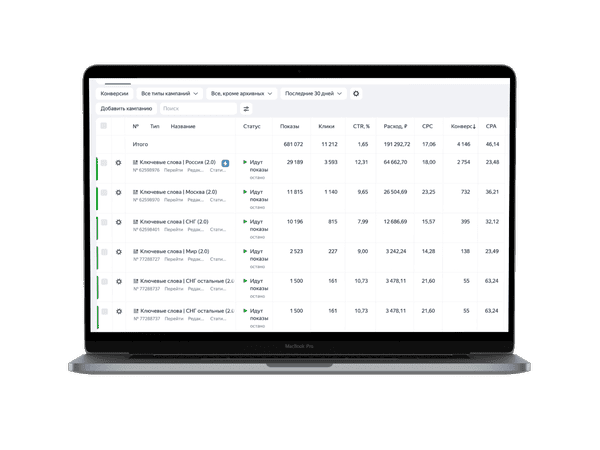 Конверсии Все типы кампаний Все, кроме архивных Последние 30 дней
Добавить кампанию Поиск
№ Тип Название Статус Показы Клики CTR, % Расход, ₽ CPC Конверс↓ CPA
Итого 681 072 11 212 1,65 191 292,72 17,06 4 146 46,14
Ключевые слова | Россия (2.0) Идут показы 29 189 3 593 12,31 64 662,70 18,00 2 754 23,48
№ 62598976 Перейти Редак... Стати... остано
Ключевые слова | Москва (2.0) Идут показы 11 815 1 140 9,65 26 504,69 23,25 732 36,21
№ 62598970 Перейти Редак... Стати... остано
Ключевые слова | СНГ (2.0) Идут показы 10 196 815 7,99 12 686,69 15,57 395 32,12
№ 62598401 Перейти Редак... Стати... остано
Ключевые слова | Мир (2.0) Идут показы 2 523 227 9,00 3 242,24 14,28 138 23,49
№ 77288737 Перейти Редак... Стати... остано
Ключевые слова | СНГ остальные (2.0 Идут показы 1 500 161 10,73 3 478,11 21,60 55 63,24
№ 77288737 Перейти Редак... Стати... остано
Ключевые слова | СНГ остальные (2.0 Идут показы 1 500 161 10,73 3 478,11 21,60 55 63,24
№ 77288737 Перейти Редак... Стати... остано
MacBook Pro